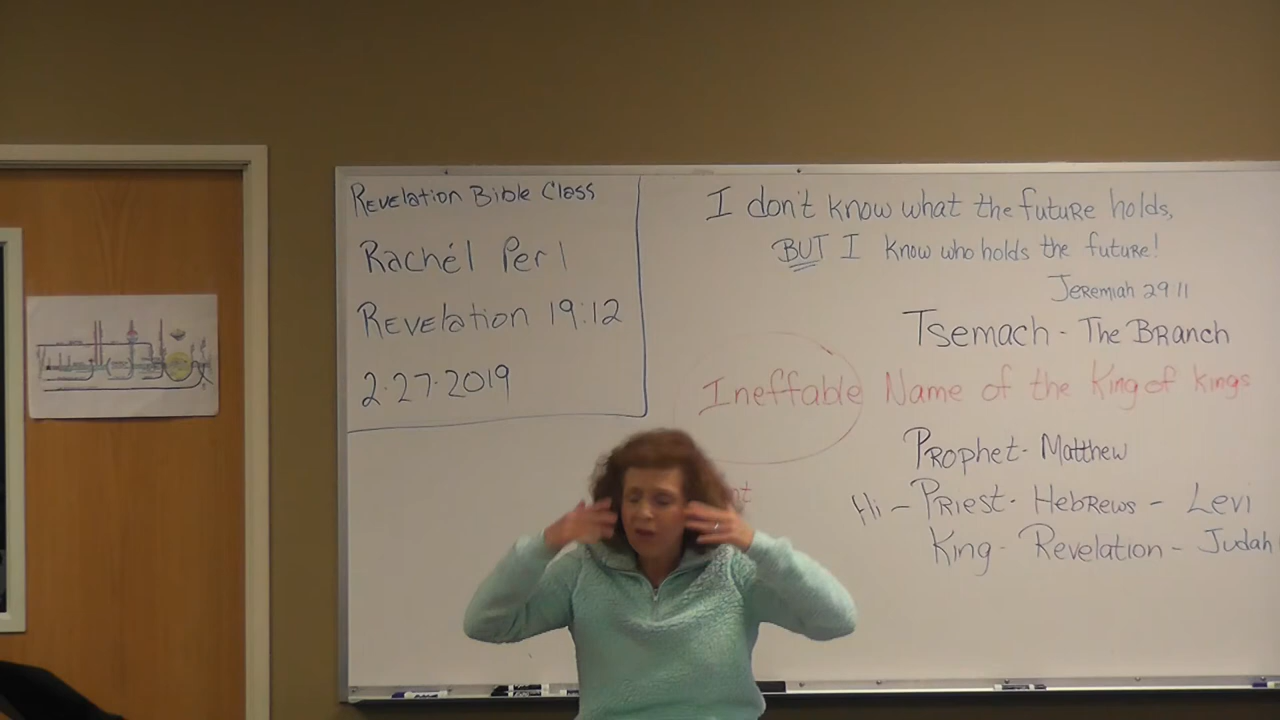 Revelation Bible Class
Rachél Perl
Revelation 19:12
2.27.2019
I don't know what the future holds,
BUT I know who holds the future!
Jeremiah 29 11
Tsemach - The Branch
Ineffable Name of the King of kings
Prophet - Matthew
Hi - Priest - Hebrews - Levi
King - Revelation - Judah